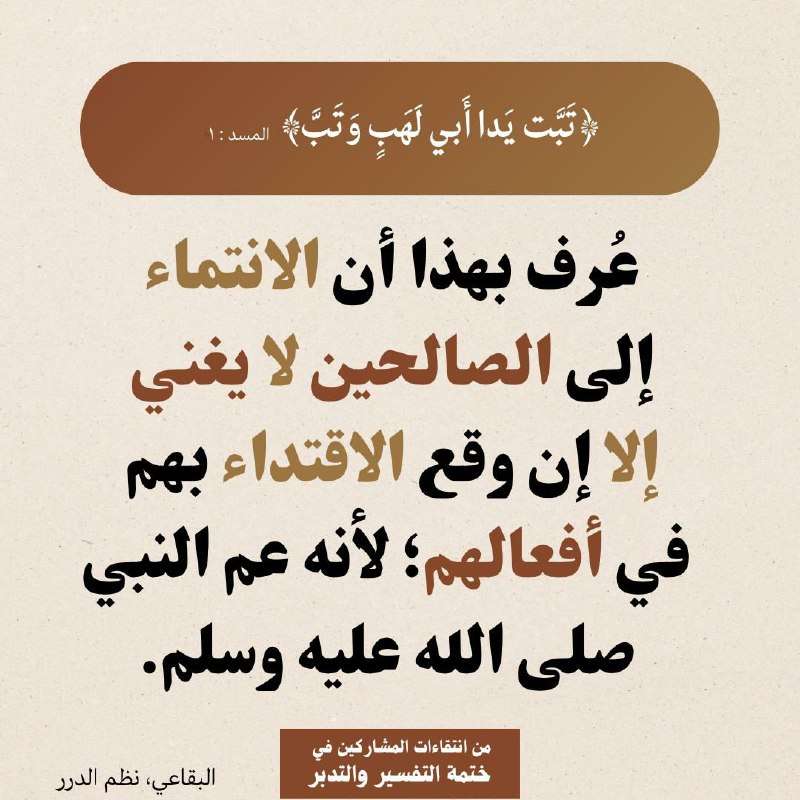 ﴿تَبَّت يَدا أَبي لَهَبٍ وَتَبَّ﴾ المسد : ١
عُرف بهذا أن الانتماء
إلى الصالحين لا يغني
إلا إن وقع الاقتداء بهم
في أفعالهم؛ لأنه عم النبي
صلى الله عليه وسلم.
من انتقاءات المشاركين في
ختمة التفسير والتدبر
البقاعي، نظم الدرر